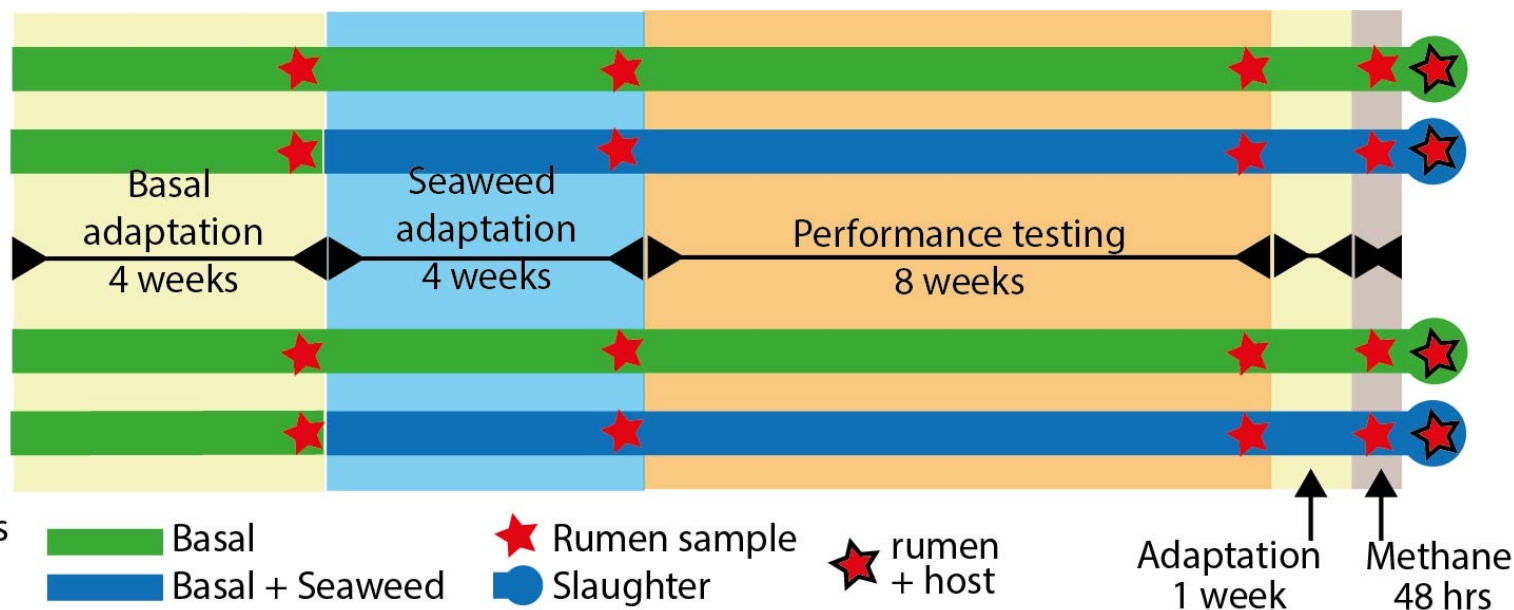 Basal
adaptation
4 weeks
Seaweed
adaptation
4 weeks
Performance testing
8 weeks
s
Basal
Basal + Seaweed
Rumen sample
Slaughter
rumen
+ host
Adaptation
1 week
Methane
48 hrs